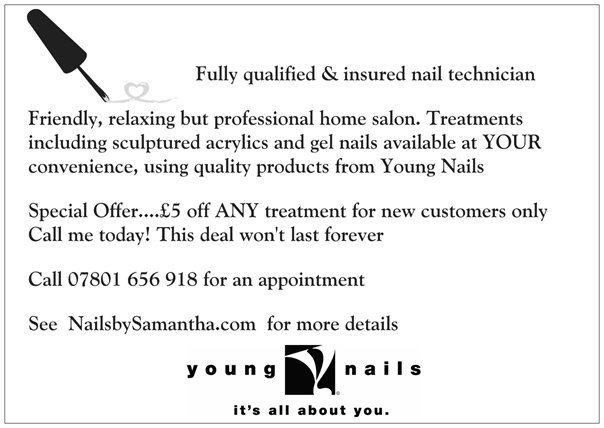 Fully qualified & insured nail technician
Friendly, relaxing but professional home salon. Treatments
including sculptured acrylics and gel nails available at YOUR
convenience, using quality products from Young Nails
Special Offer....£5 off ANY treatment for new customers only
Call me today! This deal won't last forever
Call 07801 656 918 for an appointment
See NailsbySamantha.com for more details
young nails
it's all about you.